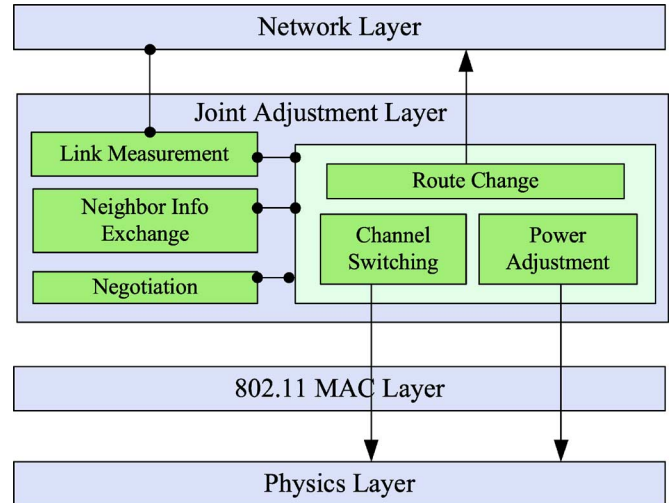 Network Layer
Joint Adjustment Layer
Link Measurement
Neighbor Info
Exchange
Negotiation
Route Change
Channel
Switching
Power
Adjustment
802.11 MAC Layer
Physics Layer